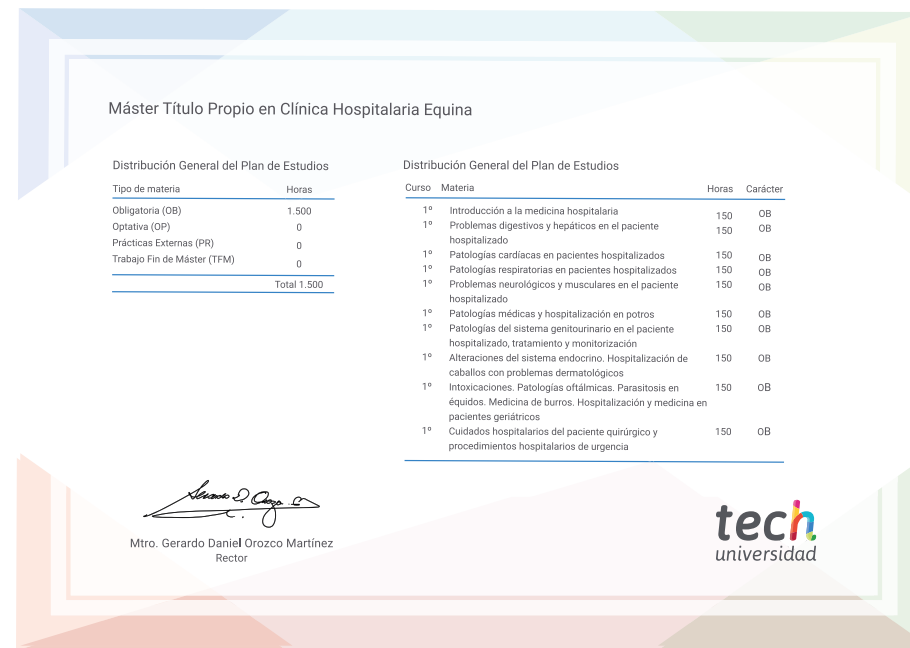 Máster Título Propio en Clínica Hospitalaria Equina
Distribución General del Plan de Estudios
Tipo de materia Horas
Obligatoria (OB) 1.500
Optativa (OP) 0
Prácticas Externas (PR) 0
Trabajo Fin de Máster (TFM) 0
Total 1.500
Distribución General del Plan de Estudios
Curso Materia Horas Carácter
1º Introducción a la medicina hospitalaria 150 OB
1º Problemas digestivos y hepáticos en el paciente 150 OB
hospitalizado
1º Patologías cardíacas en pacientes hospitalizados 150 OB
1º Patologías respiratorias en pacientes hospitalizados 150 OB
1º Problemas neurológicos y musculares en el paciente 150 OB
hospitalizado
1º Patologías médicas y hospitalización en potros 150 OB
1º Patologías del sistema genitourinario en el paciente 150 OB
hospitalizado, tratamiento y monitorización
1º Alteraciones del sistema endocrino. Hospitalización de 150 OB
caballos con problemas dermatológicos
1º Intoxicaciones. Patologías oftálmicas. Parasitosis en 150 OB
équidos. Medicina de burros. Hospitalización y medicina en
pacientes geriátricos
1º Cuidados hospitalarios del paciente quirúrgico y 150 OB
procedimientos hospitalarios de urgencia
Mtro. Gerardo Daniel Orozco Martínez
Rector
tech
universidad